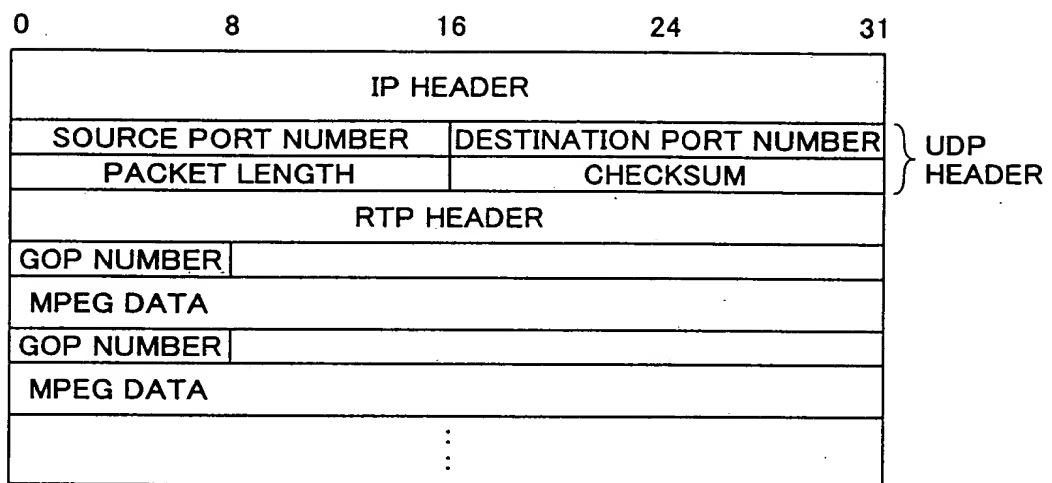 0 8 16 24 31
IP HEADER
SOURCE PORT NUMBER DESTINATION PORT NUMBER
PACKET LENGTH CHECKSUM
UDP
HEADER
RTP HEADER
GOP NUMBER
MPEG DATA
GOP NUMBER
MPEG DATA